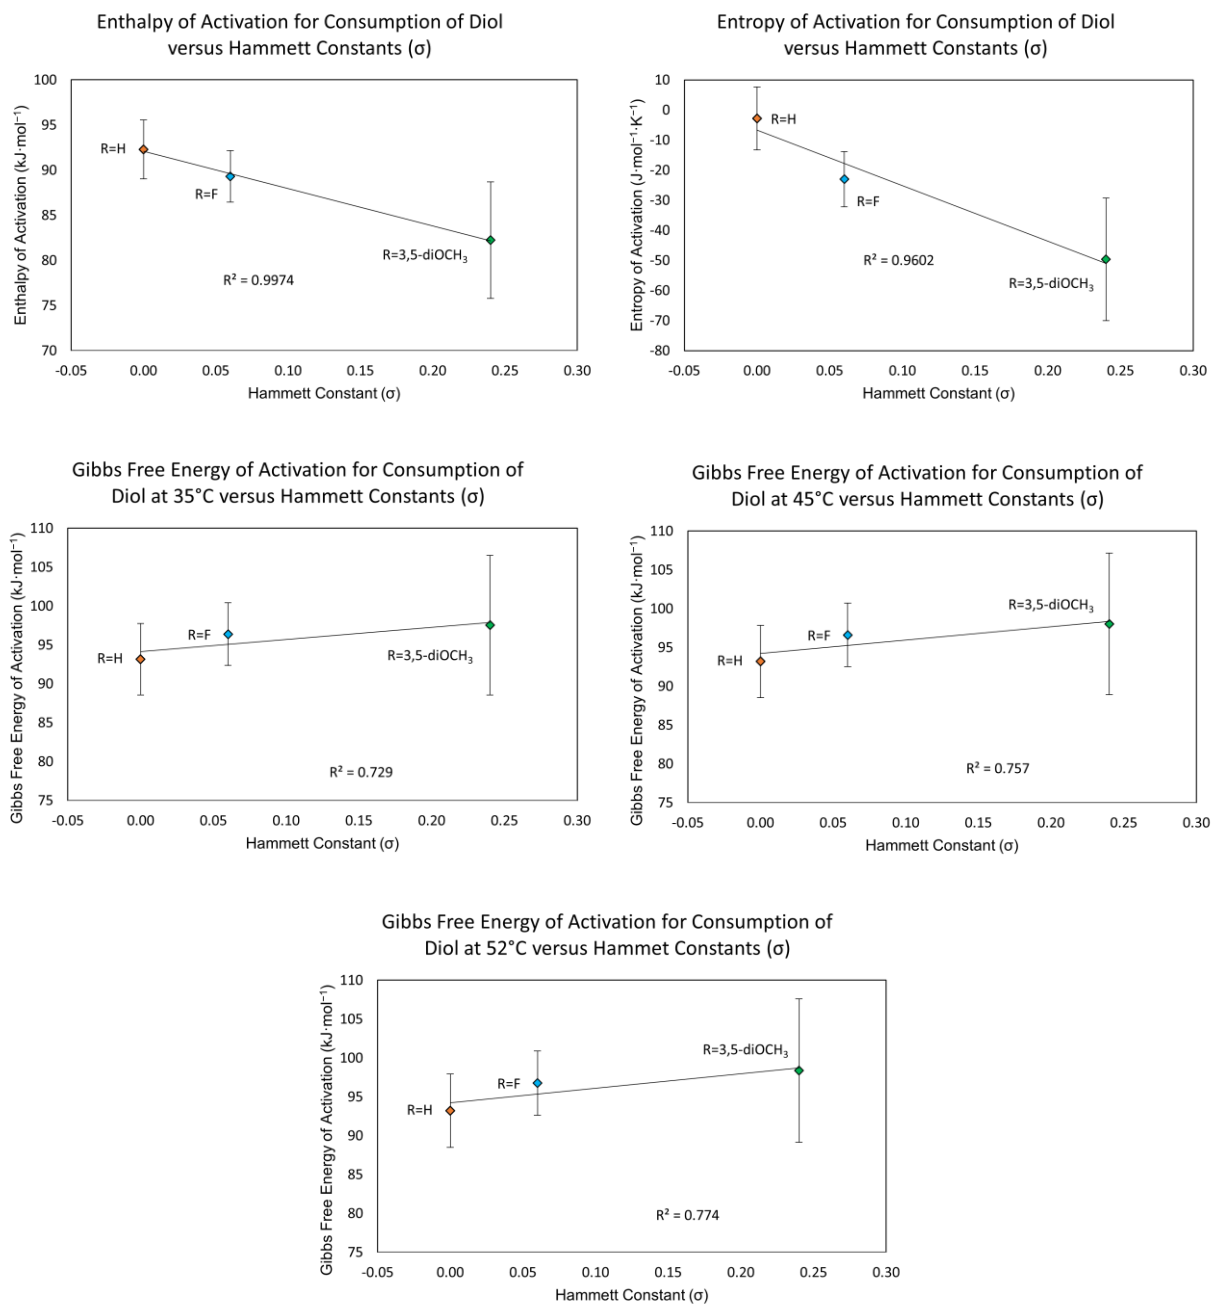 Enthalpy of Activation for Consumption of Diol
versus Hammett Constants (σ)
Enthalpy of Activation (kJ·mol⁻¹)
100
95
90
85
80
75
70
R=H
R=F
R=3,5-diOCH₃
R² = 0.9974
-0.05 0.00 0.05 0.10 0.15 0.20 0.25 0.30
Hammett Constant (σ)
Entropy of Activation for Consumption of Diol
versus Hammett Constants (σ)
Entropy of Activation (J·mol⁻¹·K⁻¹)
10
0
-10
-20
-30
-40
-50
-60
-70
-80
R=H
R=F
R² = 0.9602
R=3,5-diOCH₃
-0.05 0.00 0.05 0.10 0.15 0.20 0.25 0.30
Hammett Constant (σ)
Gibbs Free Energy of Activation for Consumption of
Diol at 35°C versus Hammett Constants (σ)
Gibbs Free Energy of Activation (kJ·mol⁻¹)
110
105
100
95
90
85
80
75
R=F
R=H
R=3,5-diOCH₃
R² = 0.729
-0.05 0.00 0.05 0.10 0.15 0.20 0.25 0.30
Hammett Constant (σ)
Gibbs Free Energy of Activation for Consumption of
Diol at 45°C versus Hammett Constants (σ)
Gibbs Free Energy of Activation (kJ·mol⁻¹)
110
105
100
95
90
85
80
75
R=3,5-diOCH₃
R=F
R=H
R² = 0.757
-0.05 0.00 0.05 0.10 0.15 0.20 0.25 0.30
Hammett Constant (σ)
Gibbs Free Energy of Activation for Consumption of
Diol at 52°C versus Hammet Constants (σ)
Gibbs Free Energy of Activation (kJ·mol⁻¹)
110
105
100
95
90
85
80
75
R=3,5-diOCH₃
R=F
R=H
R² = 0.774
-0.05 0.00 0.05 0.10 0.15 0.20 0.25 0.30
Hammett Constant (σ)